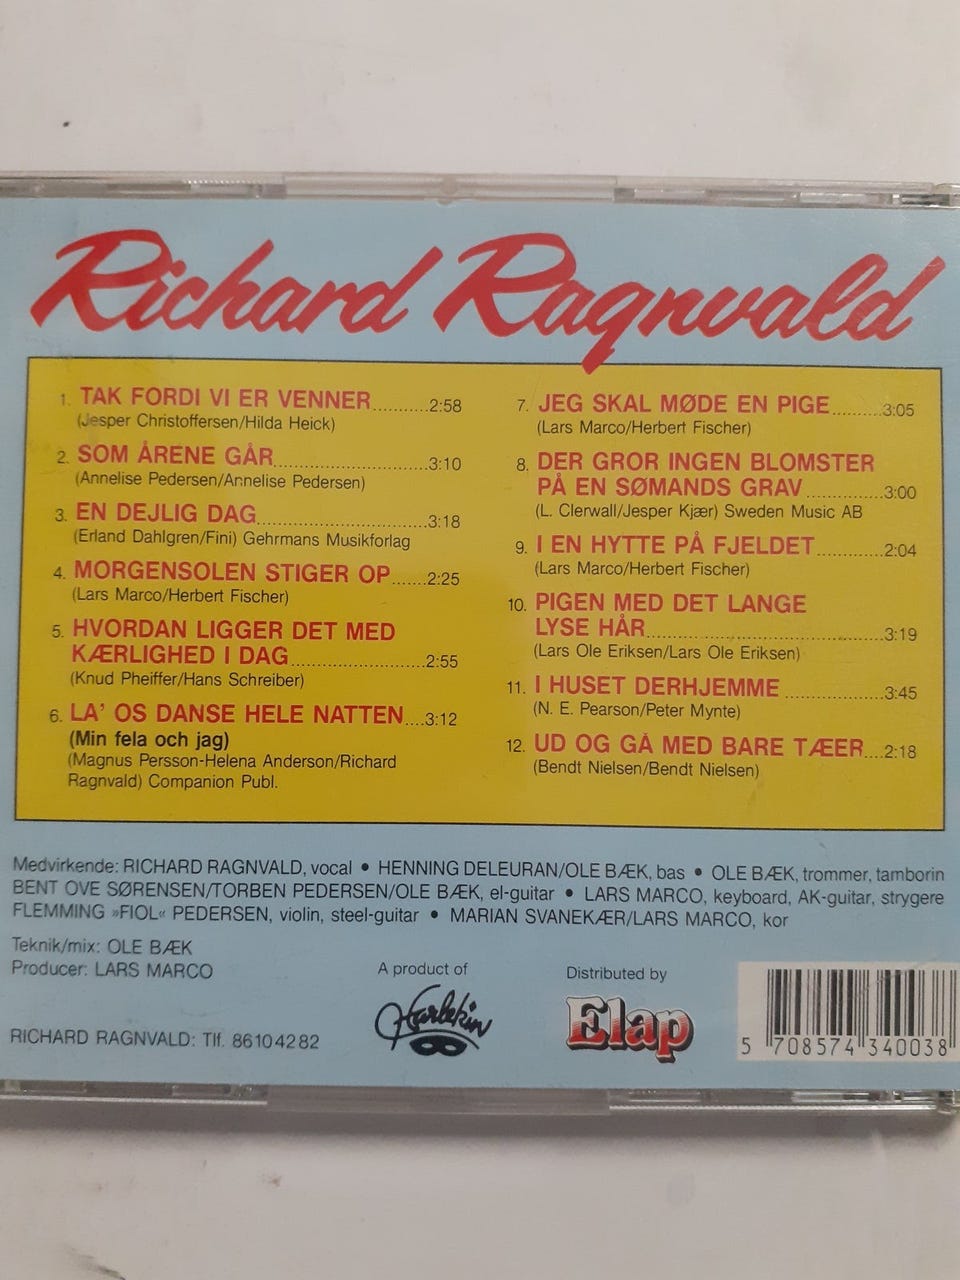 Richard Ragnvald
1. TAK FORDI VI ER VENNER..........2:58
(Jesper Christoffersen/Hilda Heick)
2. SOM ÅRENE GÅR..............................3:10
(Annelise Pedersen/Annelise Pedersen)
3. EN DEJLIG DAG.................................3:18
(Erland Dahlgren/Fini) Gehrmans Musikforlag
4. MORGENSOLEN STIGER OP......2:25
(Lars Marco/Herbert Fischer)
5. HVORDAN LIGGER DET MED
KÆRLIGHED I DAG..........................2:55
(Knud Pheiffer/Hans Schreiber)
6. LA' OS DANSE HELE NATTEN....3:12
(Min fela och jag)
(Magnus Persson-Helena Anderson/Richard
Ragnvald) Companion Publ.
7. JEG SKAL MØDE EN PIGE..........3:05
(Lars Marco/Herbert Fischer)
8. DER GROR INGEN BLOMSTER
PÅ EN SØMANDS GRAV...............3:00
(L. Clerwall/Jesper Kjær) Sweden Music AB
9. I EN HYTTE PÅ FJELDET.............2:04
(Lars Marco/Herbert Fischer)
10. PIGEN MED DET LANGE
LYSE HÅR..............................................3:19
(Lars Ole Eriksen/Lars Ole Eriksen)
11. I HUSET DERHJEMME...................3:45
(N. E. Pearson/Peter Mynte)
12. UD OG GÅ MED BARE TÆER....2:18
(Bendt Nielsen/Bendt Nielsen)
Medvirkende: RICHARD RAGNVALD, vocal • HENNING DELEURAN/OLE BÆK, bas • OLE BÆK, trommer, tamborin
BENT OVE SØRENSEN/TORBEN PEDERSEN/OLE BÆK, el-guitar • LARS MARCO, keyboard, AK-guitar, strygere
FLEMMING »FIOL« PEDERSEN, violin, steel-guitar • MARIAN SVANEKÆR/LARS MARCO, kor
Teknik/mix: OLE BÆK
Producer: LARS MARCO
RICHARD RAGNVALD: Tlf. 86104282
A product of
Harlekin
Distributed by
Elap
5 708574 340038